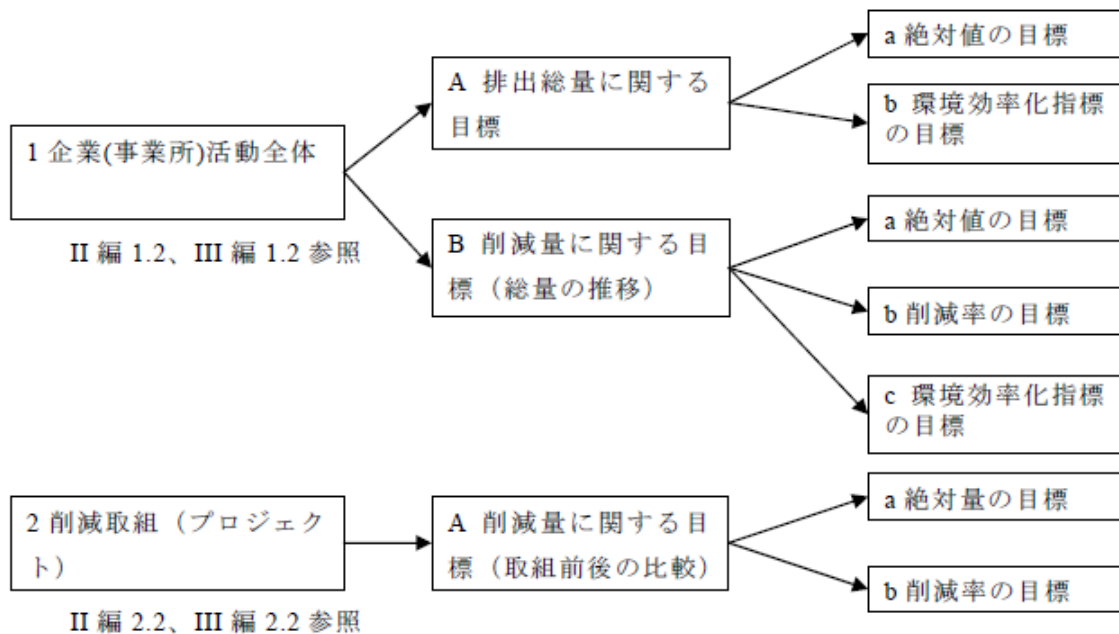 a 絶対値の目標
A 排出総量に関する
目標
b 環境効率化指標
の目標
1 企業(事業所)活動全体
II 編 1.2、III 編 1.2 参照
B 削減量に関する目
標（総量の推移）
a 絶対値の目標
b 削減率の目標
c 環境効率化指標
の目標
2 削減取組（プロジェク
ト）
II 編 2.2、III 編 2.2 参照
A 削減量に関する目
標（取組前後の比較）
a 絶対量の目標
b 削減率の目標